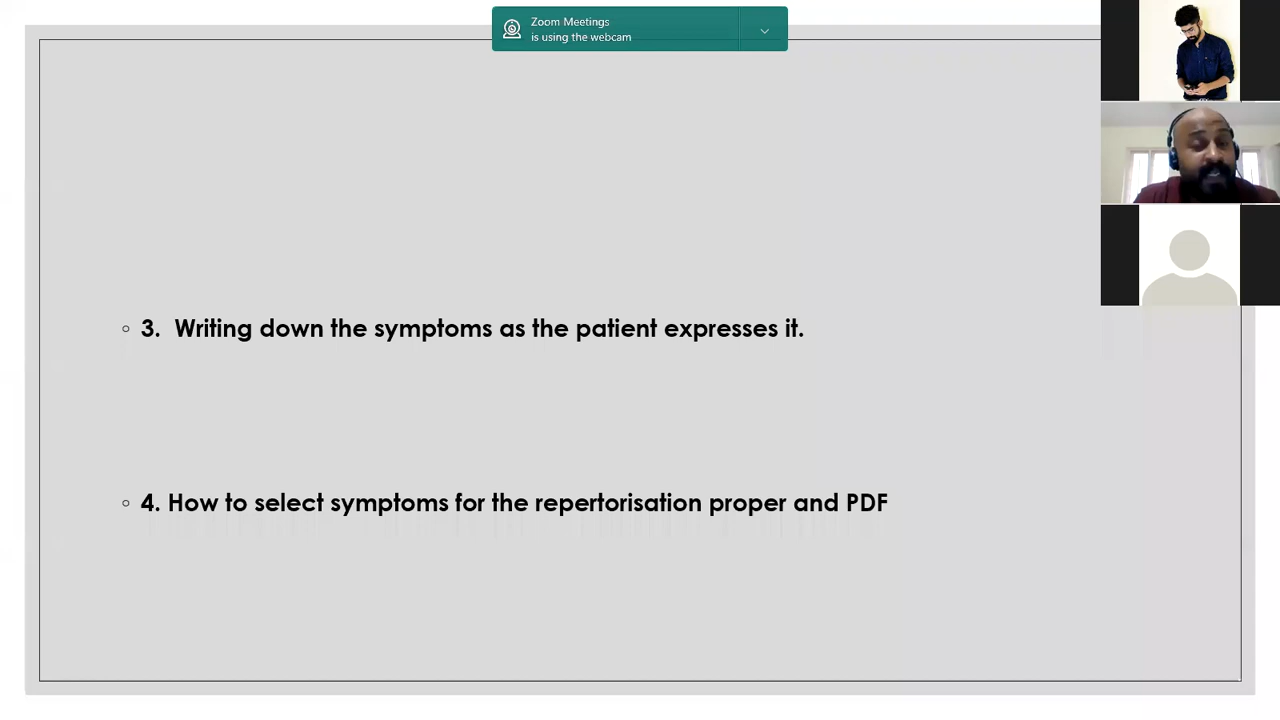 Zoom Meetings
is using the webcam
3. Writing down the symptoms as the patient expresses it.
4. How to select symptoms for the repertorisation proper and PDF